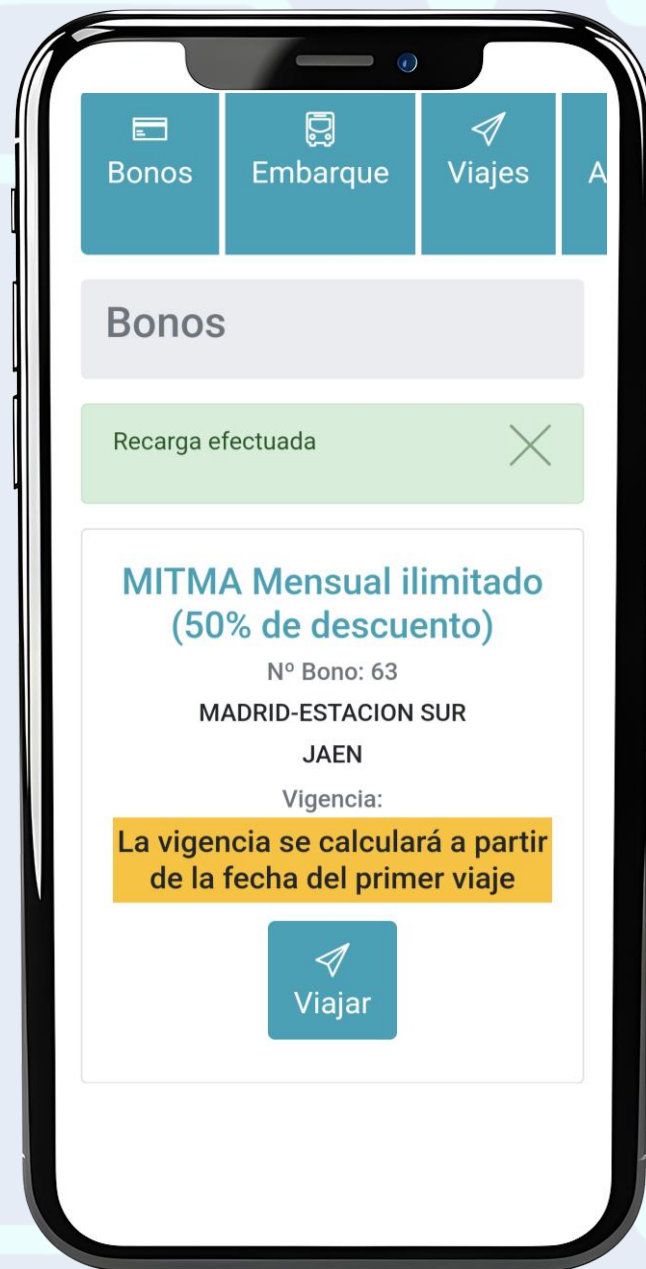 Bonos
Embarque
Viajes
A
Bonos
Recarga efectuada
MITMA Mensual ilimitado
(50% de descuento)
Nº Bono: 63
MADRID-ESTACION SUR
JAEN
Vigencia:
La vigencia se calculará a partir
de la fecha del primer viaje
Viajar